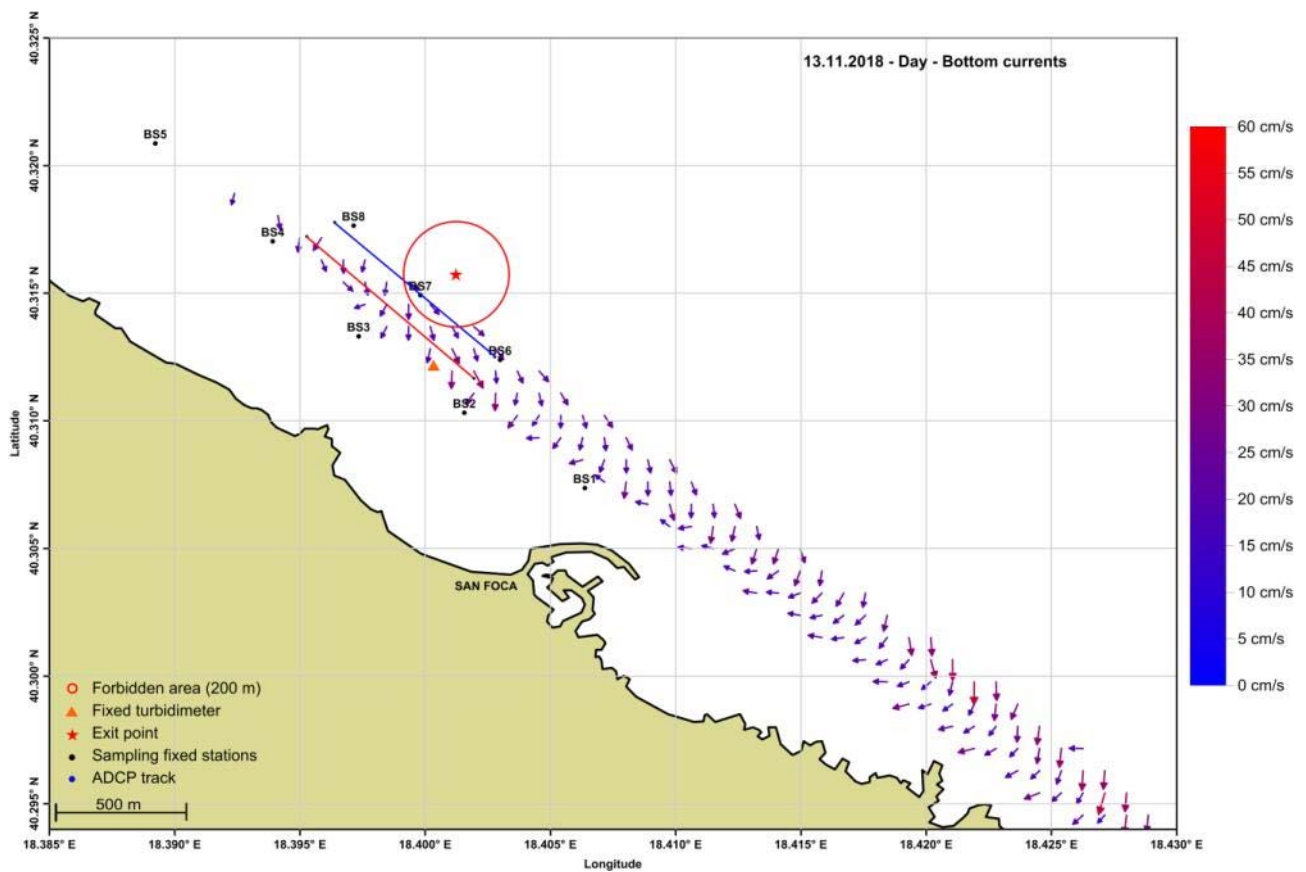 13.11.2018 - Day - Bottom currents
40.325° N
40.320° N
40.315° N
40.310° N
40.305° N
40.300° N
40.295° N
Latitude
BS5
BS8
BS4
BS7
BS3
BS6
BS2
BS1
SAN FOCA
Forbidden area (200 m)
Fixed turbidimeter
Exit point
Sampling fixed stations
ADCP track
500 m
18.385° E
18.390° E
18.395° E
18.400° E
18.405° E
18.410° E
18.415° E
18.420° E
18.425° E
18.430° E
Longitude
60 cm/s
55 cm/s
50 cm/s
45 cm/s
40 cm/s
35 cm/s
30 cm/s
25 cm/s
20 cm/s
15 cm/s
10 cm/s
5 cm/s
0 cm/s